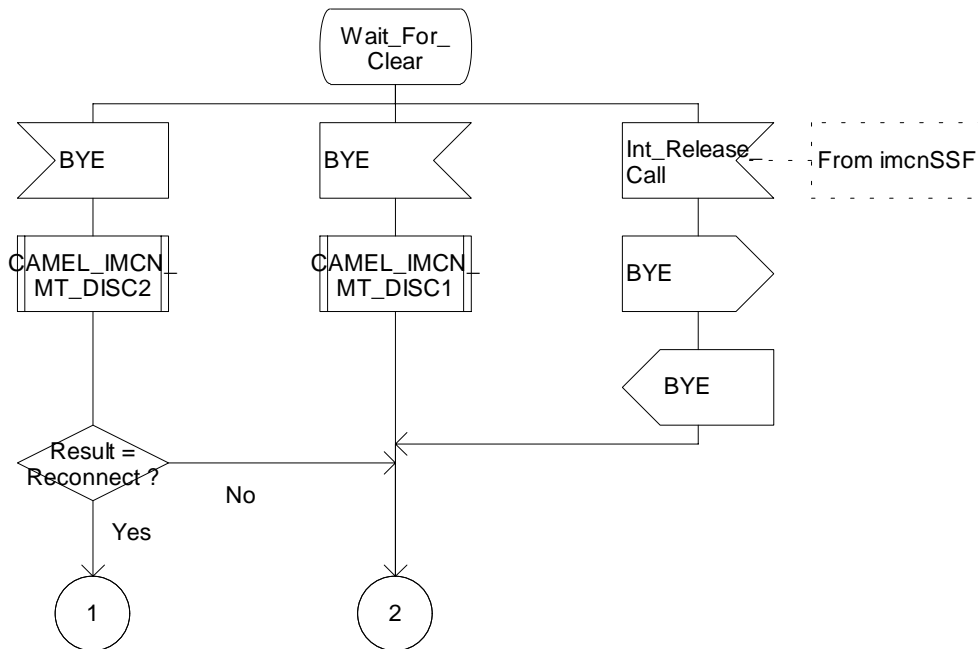 Wait_For_
Clear
BYE
BYE
Int_Release_
Call
From imcnSSF
CAMEL_IMCN_
MT_DISC2
CAMEL_IMCN_
MT_DISC1
BYE
BYE
Result =
Reconnect ?
No
Yes
1
2